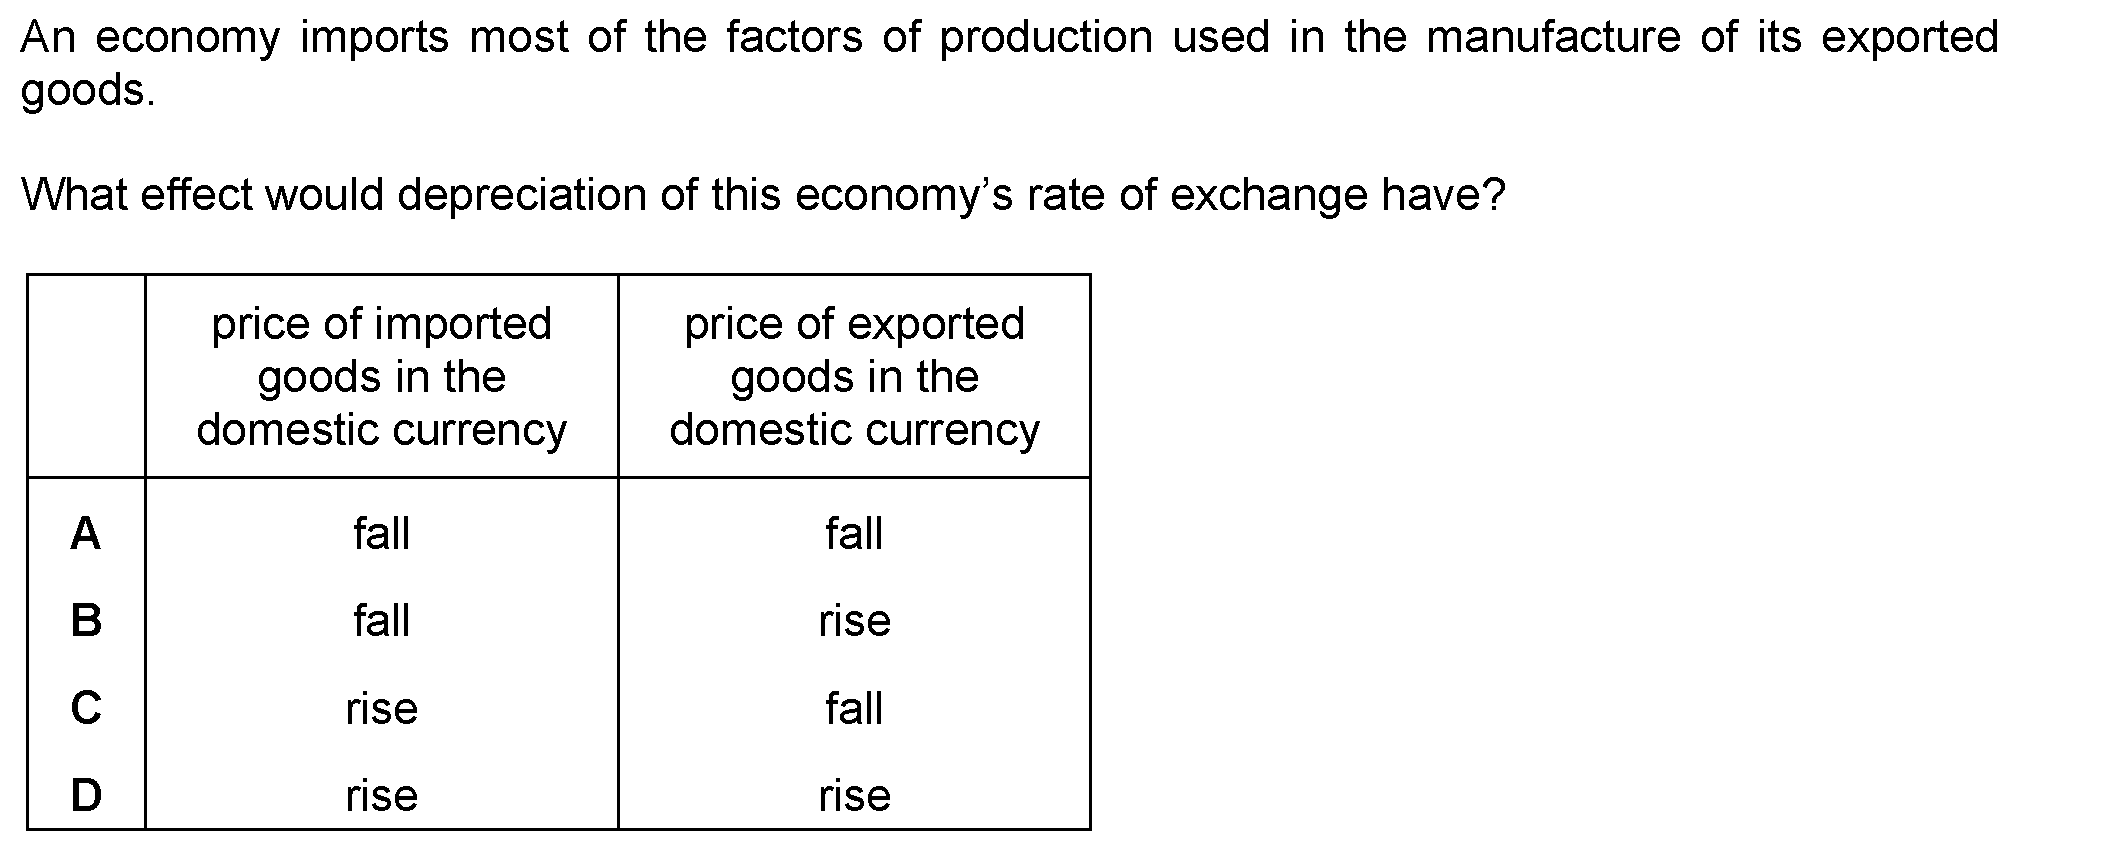 An economy imports most of the factors of production used in the manufacture of its exported
goods.
What effect would depreciation of this economy’s rate of exchange have?
price of imported goods in the domestic currency
price of exported goods in the domestic currency
A fall fall
B fall rise
C rise fall
D rise rise